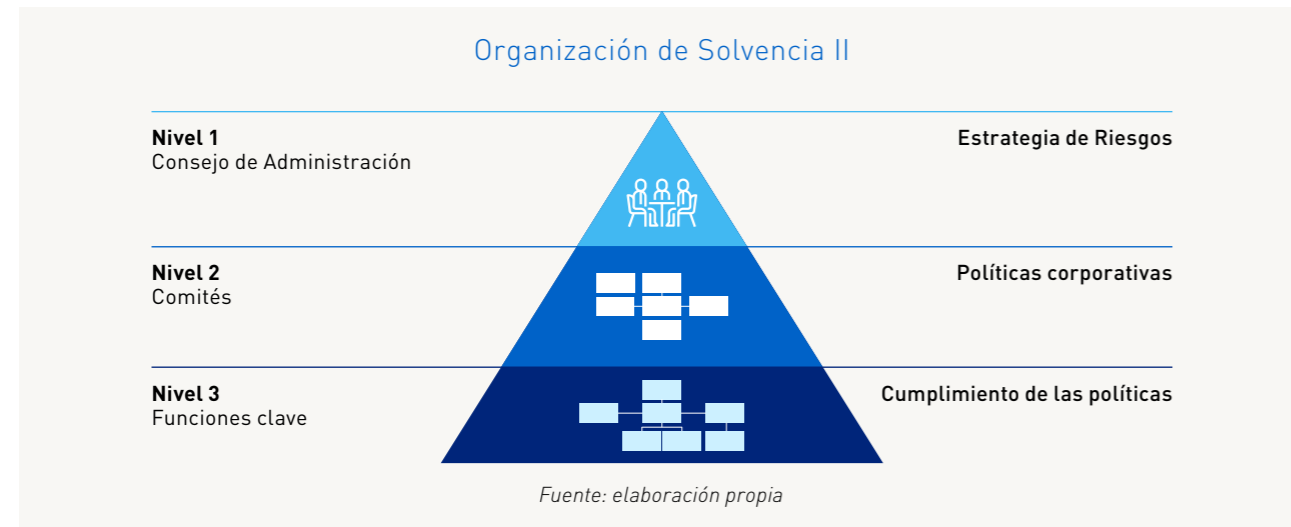 Organización de Solvencia II
Nivel 1
Consejo de Administración
Estrategia de Riesgos
Nivel 2
Comités
Políticas corporativas
Nivel 3
Funciones clave
Cumplimiento de las políticas
Fuente: elaboración propia